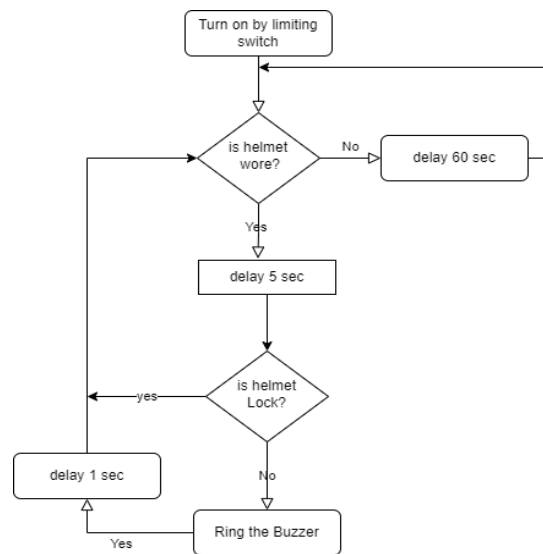 Turn on by limiting
switch
is helmet
wore?
No
delay 60 sec
Yes
delay 5 sec
is helmet
Lock?
yes
No
delay 1 sec
Ring the Buzzer
Yes